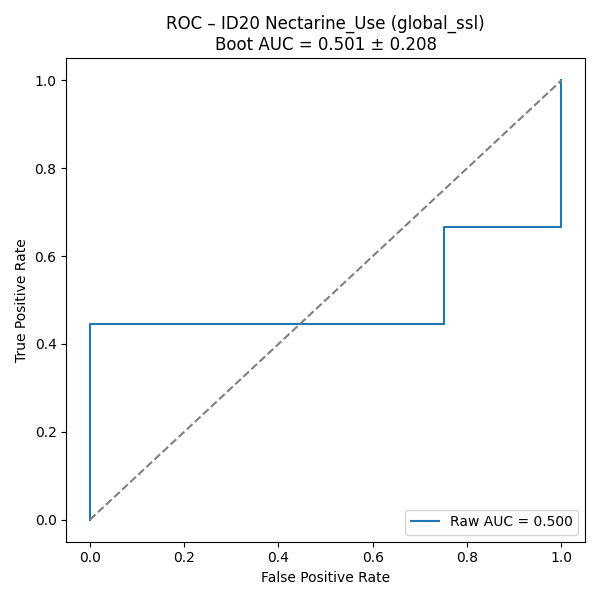 ROC – ID20 Nectarine_Use (global_ssl)
Boot AUC = 0.501 ± 0.208
True Positive Rate
1.0
0.8
0.6
0.4
0.2
0.0
Raw AUC = 0.500
0.0 0.2 0.4 0.6 0.8 1.0
False Positive Rate